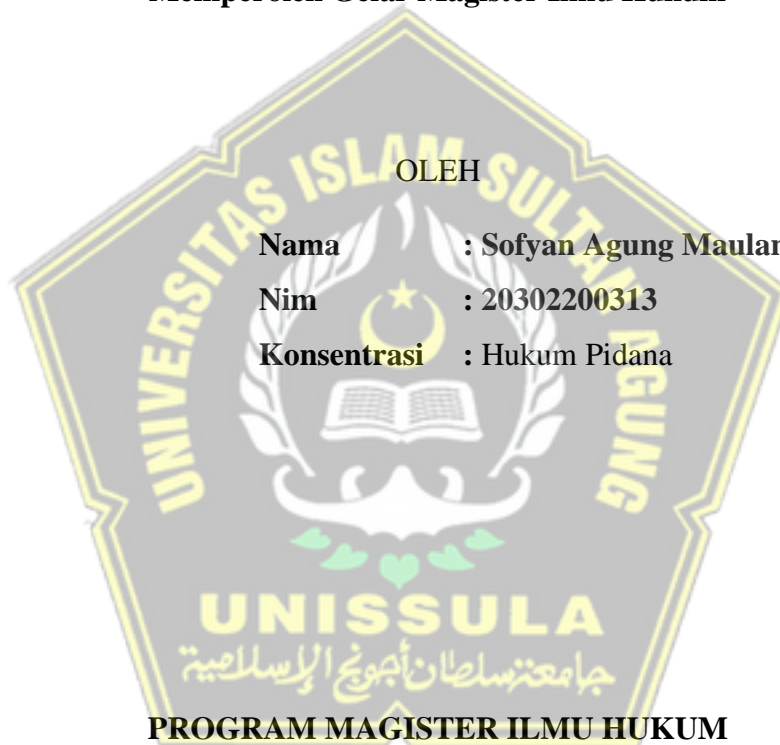 OLEH
Nama : Sofyan Agung
Nim : 20302200313
Konsentrasi : Hukum Pidana
UNIVERSITAS ISLAM SULTAN AGUNG
UNISSULA
جامعة سلطان أجونج الإسلامية
PROGRAM MAGISTER ILMU HUKUM